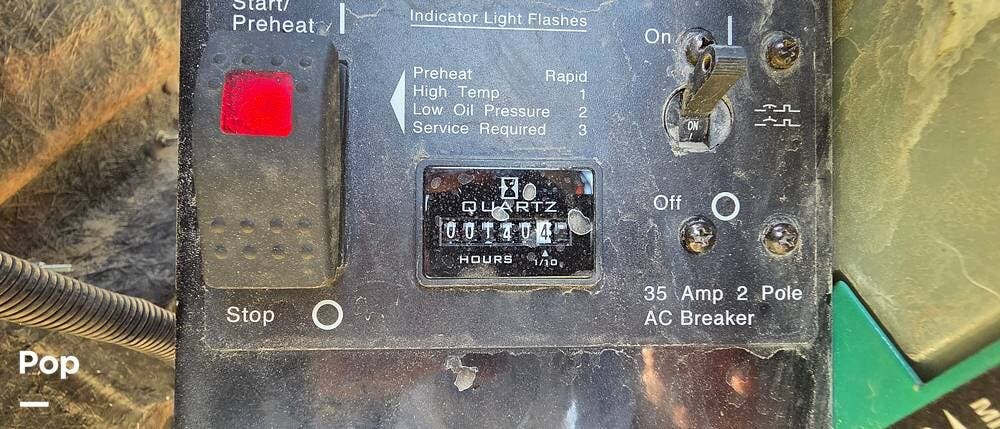 Start/
Preheat
Indicator Light Flashes
Preheat Rapid
High Temp 1
Low Oil Pressure 2
Service Required 3
On
ON
QUARTZ
001404
HOURS 1/10
Off
Stop
35 Amp 2 Pole
AC Breaker
Pop